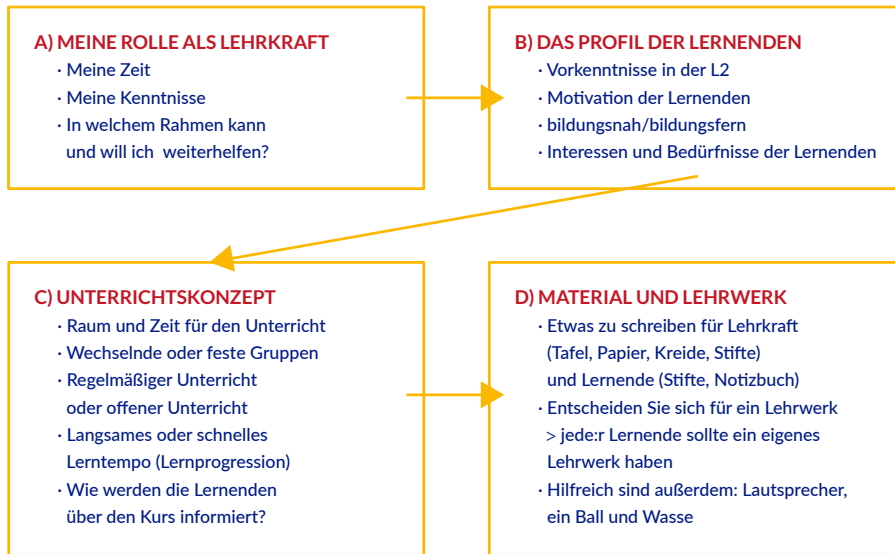 A) MEINE ROLLE ALS LEHRKRAFT
· Meine Zeit
· Meine Kenntnisse
· In welchem Rahmen kann
und will ich weiterhelfen?
B) DAS PROFIL DER LERNENDEN
· Vorkenntnisse in der L2
· Motivation der Lernenden
· bildungsnah/bildungsfern
· Interessen und Bedürfnisse der Lernenden
C) UNTERRICHTSKONZEPT
· Raum und Zeit für den Unterricht
· Wechselnde oder feste Gruppen
· Regelmäßiger Unterricht
oder offener Unterricht
· Langsames oder schnelles
Lerntempo (Lernprogression)
· Wie werden die Lernenden
über den Kurs informiert?
D) MATERIAL UND LEHRWERK
· Etwas zu schreiben für Lehrkraft
(Tafel, Papier, Kreide, Stifte)
und Lernende (Stifte, Notizbuch)
· Entscheiden Sie sich für ein Lehrwerk
> jede:r Lernende sollte ein eigenes
Lehrwerk haben
· Hilfreich sind außerdem: Lautsprecher,
ein Ball und Wasse